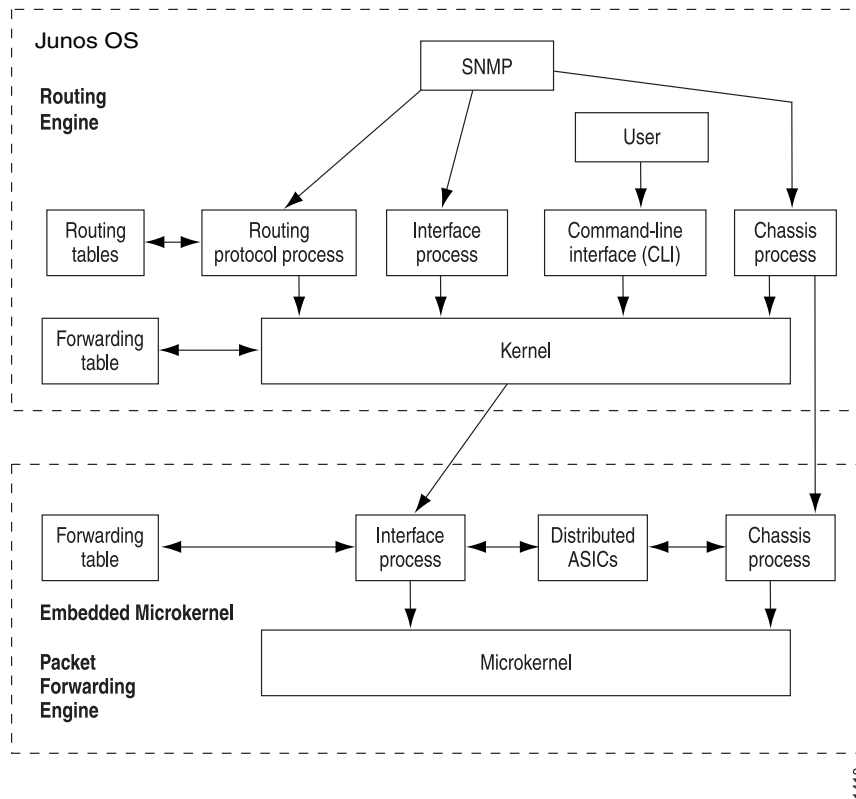 Junos OS
Routing
Engine
SNMP
User
Routing
tables
Routing
protocol process
Interface
process
Command-line
interface (CLI)
Chassis
process
Forwarding
table
Kernel
Forwarding
table
Interface
process
Distributed
ASICs
Chassis
process
Embedded Microkernel
Microkernel
Packet
Forwarding
Engine